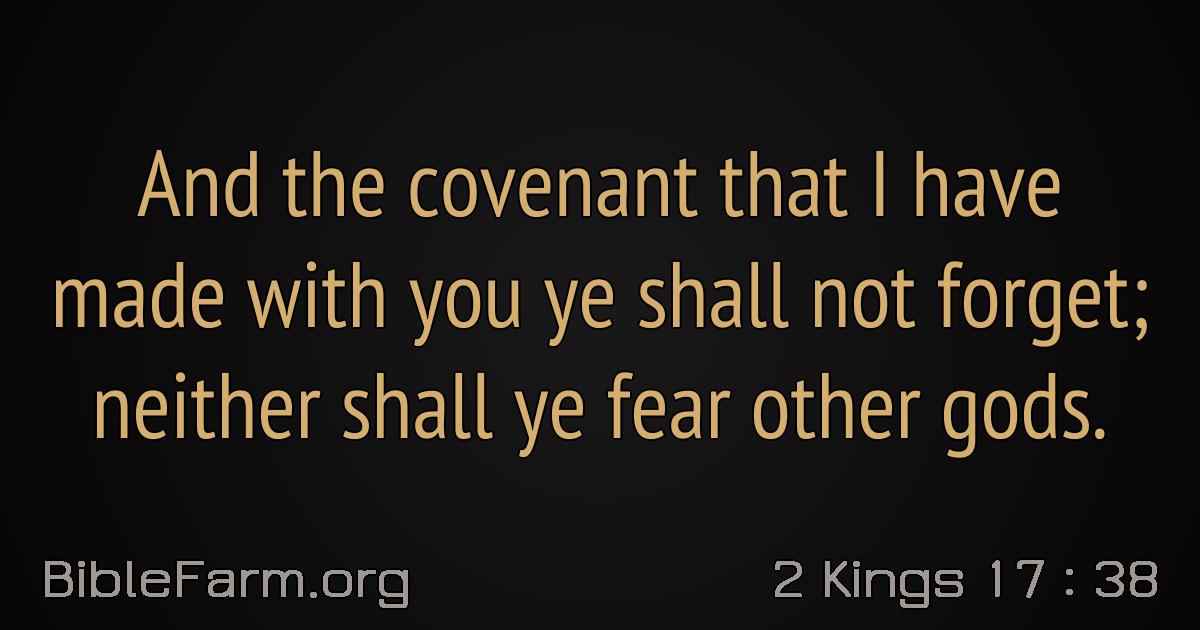 And the covenant that I have
made with you ye shall not forget;
neither shall ye fear other gods.
BibleFarm.org
2 Kings 17 : 38